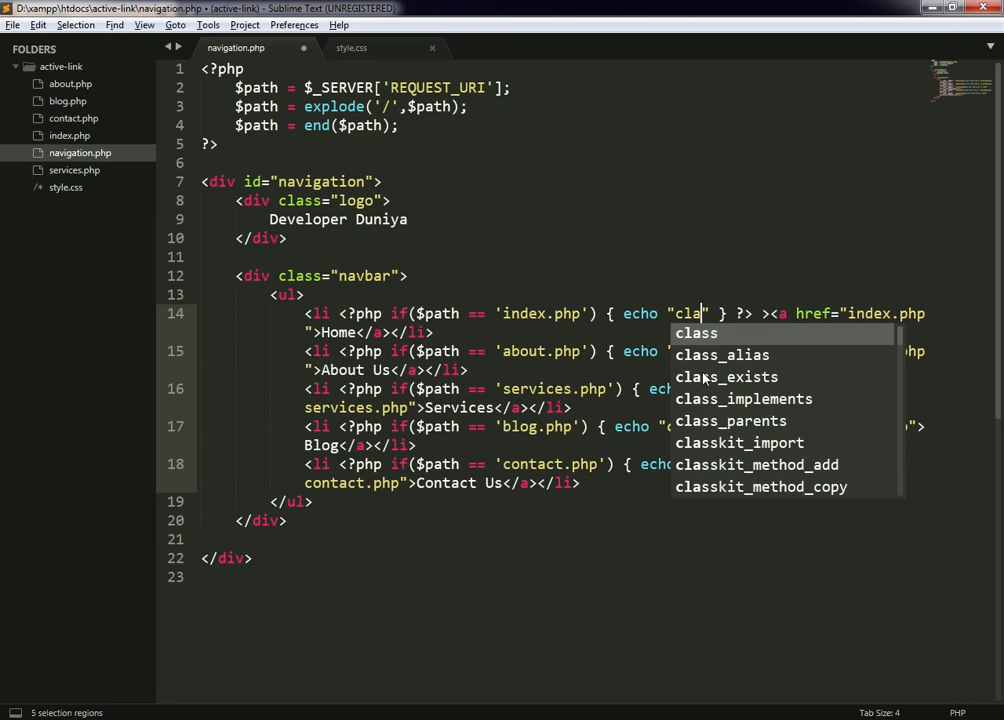 D:\xampp\htdocs\active-link\navigation.php • (active-link) - Sublime Text (UNREGISTERED)
File Edit Selection Find View Goto Tools Project Preferences Help
FOLDERS
active-link
about.php
blog.php
contact.php
index.php
navigation.php
services.php
/* style.css
navigation.php
style.css
1 <?php
2 $path = $_SERVER['REQUEST_URI'];
3 $path = explode('/',$path);
4 $path = end($path);
5 ?>
6
7 <div id="navigation">
8 <div class="logo">
9 Developer Duniya
10 </div>
11
12 <div class="navbar">
13 <ul>
14 <li <?php if($path == 'index.php') { echo "cla" } ?> ><a href="index.php
">Home</a></li>
15 <li <?php if($path == 'about.php') { echo " php
">About Us</a></li>
16 <li <?php if($path == 'services.php') { ech
services.php">Services</a></li>
17 <li <?php if($path == 'blog.php') { echo "c p">
Blog</a></li>
18 <li <?php if($path == 'contact.php') { echo
contact.php">Contact Us</a></li>
19 </ul>
20 </div>
21
22 </div>
23
class
class_alias
class_exists
class_implements
class_parents
classkit_import
classkit_method_add
classkit_method_copy
5 selection regions
Tab Size: 4
PHP